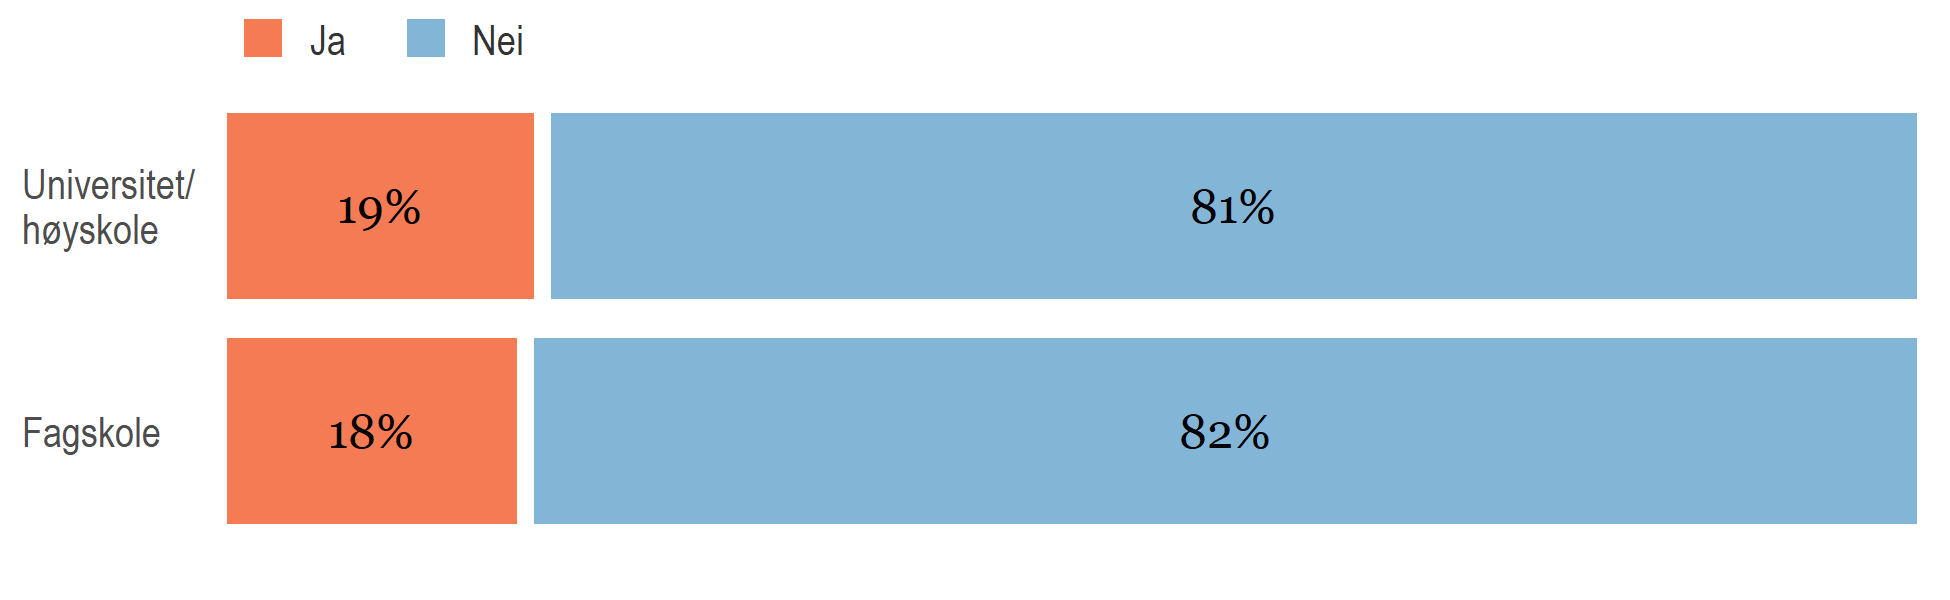 Ja Nei
Universitet/
høyskole
19% 81%
Fagskole
18% 82%